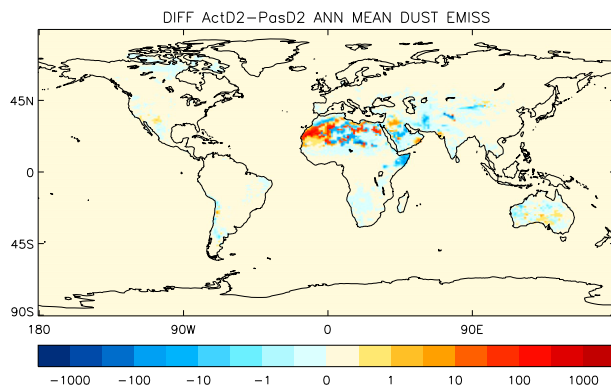 DIFF ActD2-PasD2 ANN MEAN DUST EMISS
45N
0
45S
90S
180 90W 0 90E
-1000 -100 -10 -1 0 1 10 100 1000